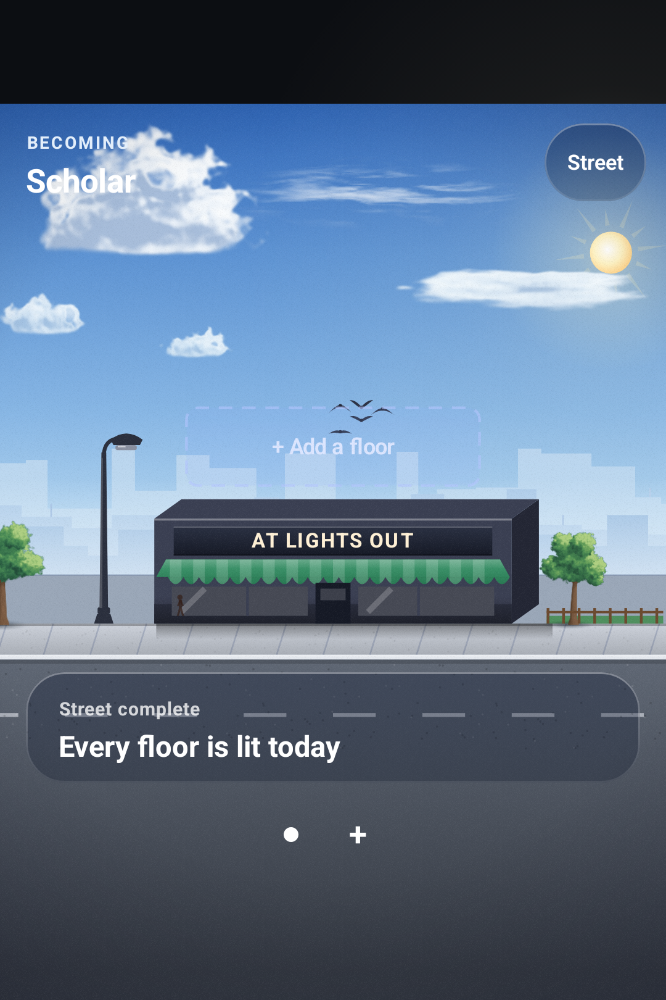 BECOMING
Scholar
Street
+ Add a floor
AT LIGHTS OUT
Street complete
Every floor is lit today
+